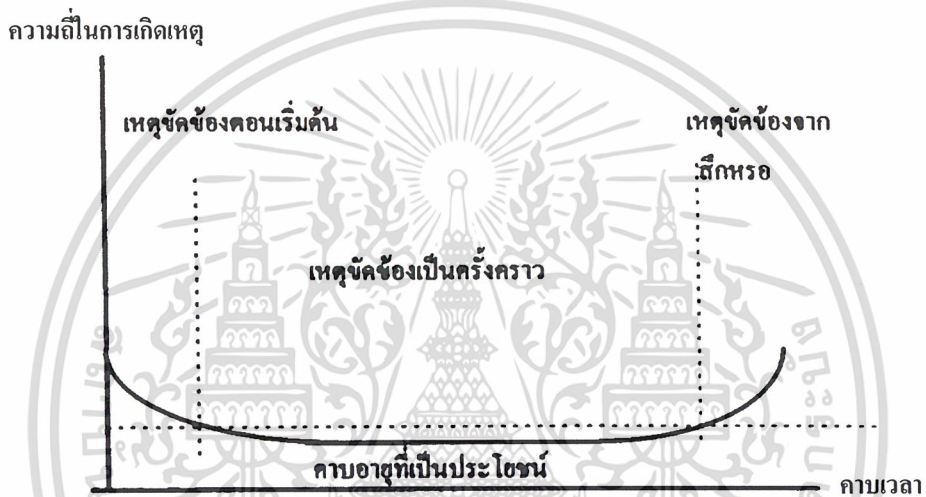 ความถี่ในการเกิดเหตุ
เหตุขัดข้องตอนเริ่มต้น
เหตุขัดข้องจาก
สึกหรอ
เหตุขัดข้องเป็นครั้งคราว
คาบอายุที่เป็นประโยชน์
คาบเวลา